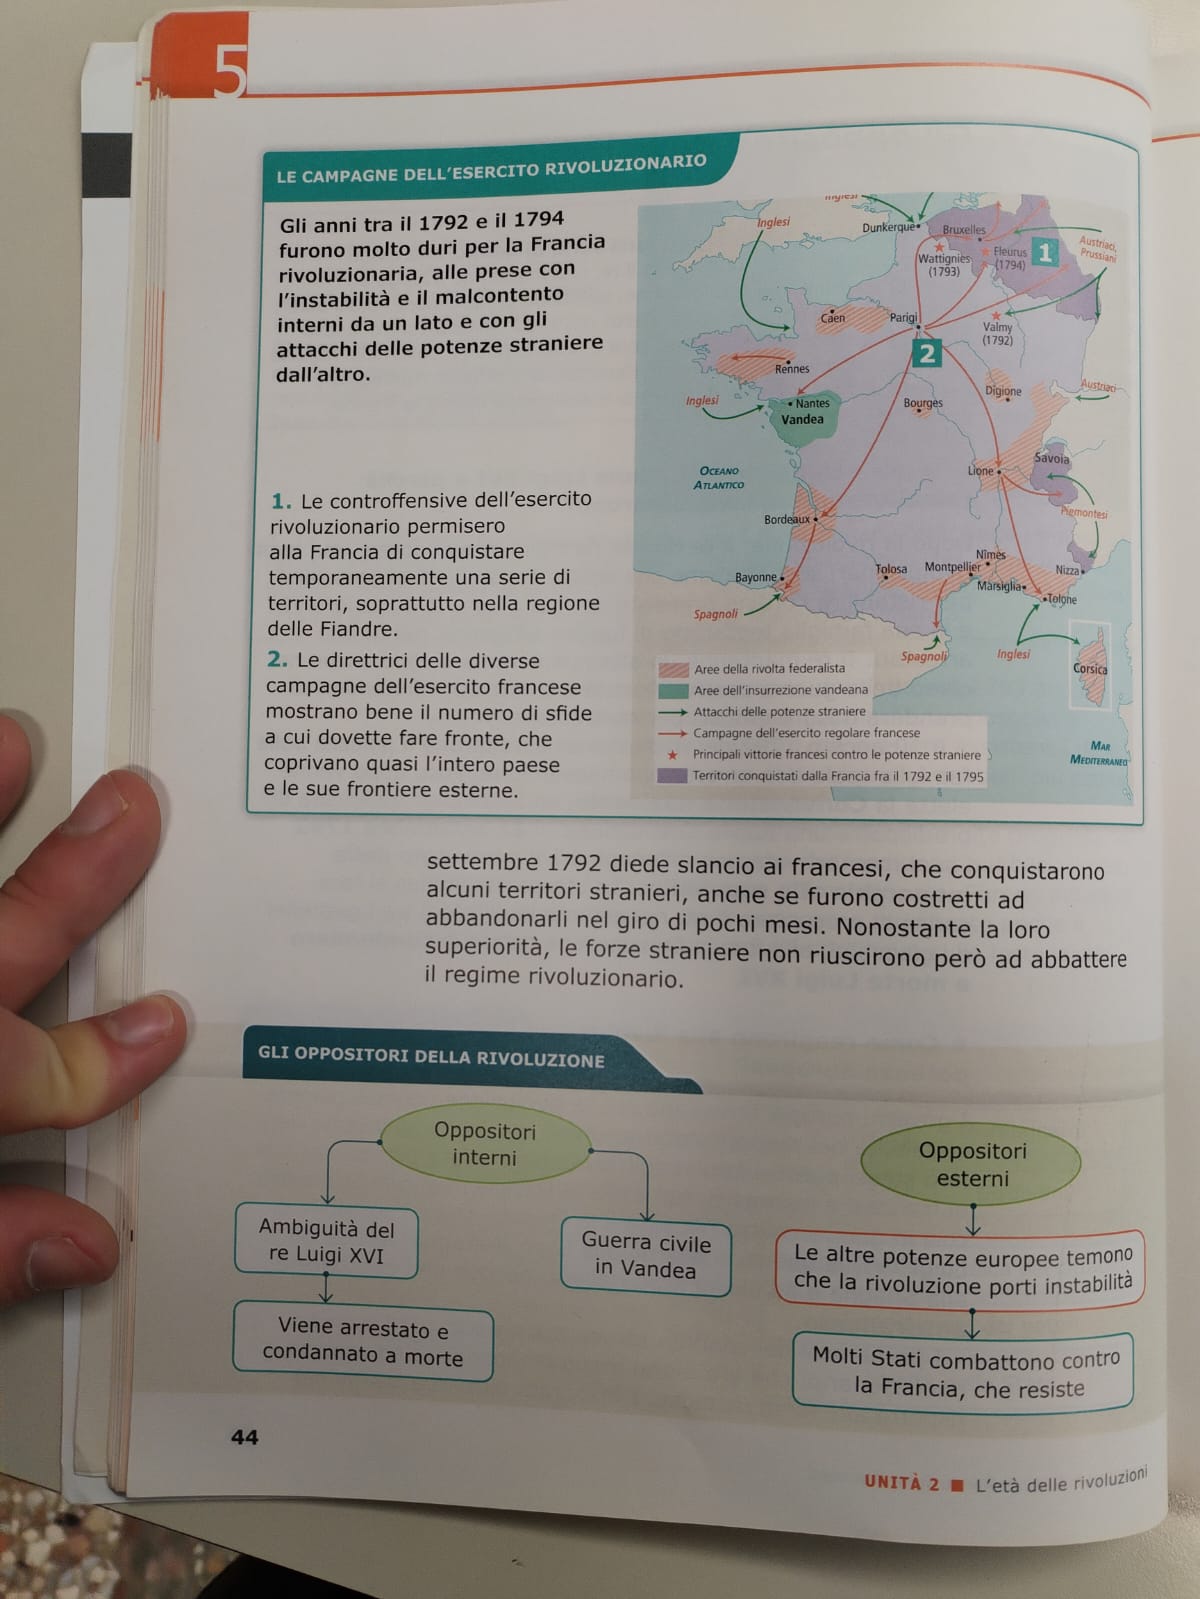 5
LE CAMPAGNE DELL'ESERCITO RIVOLUZIONARIO
Gli anni tra il 1792 e il 1794
furono molto duri per la Francia
rivoluzionaria, alle prese con
l'instabilità e il malcontento
interni da un lato e con gli
attacchi delle potenze straniere
dall'altro.
1. Le controffensive dell'esercito
rivoluzionario permisero
alla Francia di conquistare
temporaneamente una serie di
territori, soprattutto nella regione
delle Fiandre.
2. Le direttrici delle diverse
campagne dell'esercito francese
mostrano bene il numero di sfide
a cui dovette fare fronte, che
coprivano quasi l'intero paese
e le sue frontiere esterne.
Inglesi
Inglesi
Dunkerque
Bruxelles
Wattignies
(1793)
Fleurus
(1794)
1
Austriaci,
Prussiani
Caen
Parigi
Valmy
(1792)
2
Rennes
Inglesi
Nantes
Vandea
Bourges
Digione
Austriaci
OCEANO
ATLANTICO
Lione
Savoia
Piemontesi
Bordeaux
Bayonne
Tolosa
Montpellier
Nîmes
Marsiglia
Nizza
Tolone
Spagnoli
Spagnoli
Inglesi
Corsica
MAR
MEDITERRANEO
Aree della rivolta federalista
Aree dell'insurrezione vandeana
Attacchi delle potenze straniere
Campagne dell'esercito regolare francese
Principali vittorie francesi contro le potenze straniere
Territori conquistati dalla Francia fra il 1792 e il 1795
settembre 1792 diede slancio ai francesi, che conquistarono
alcuni territori stranieri, anche se furono costretti ad
abbandonarli nel giro di pochi mesi. Nonostante la loro
superiorità, le forze straniere non riuscirono però ad abbattere
il regime rivoluzionario.
GLI OPPOSITORI DELLA RIVOLUZIONE
Oppositori
interni
Ambiguità del
re Luigi XVI
Viene arrestato e
condannato a morte
Guerra civile
in Vandea
Oppositori
esterni
Le altre potenze europee temono
che la rivoluzione porti instabilità
Molti Stati combattono contro
la Francia, che resiste
44
UNITÀ 2 ■ L'età delle rivoluzioni